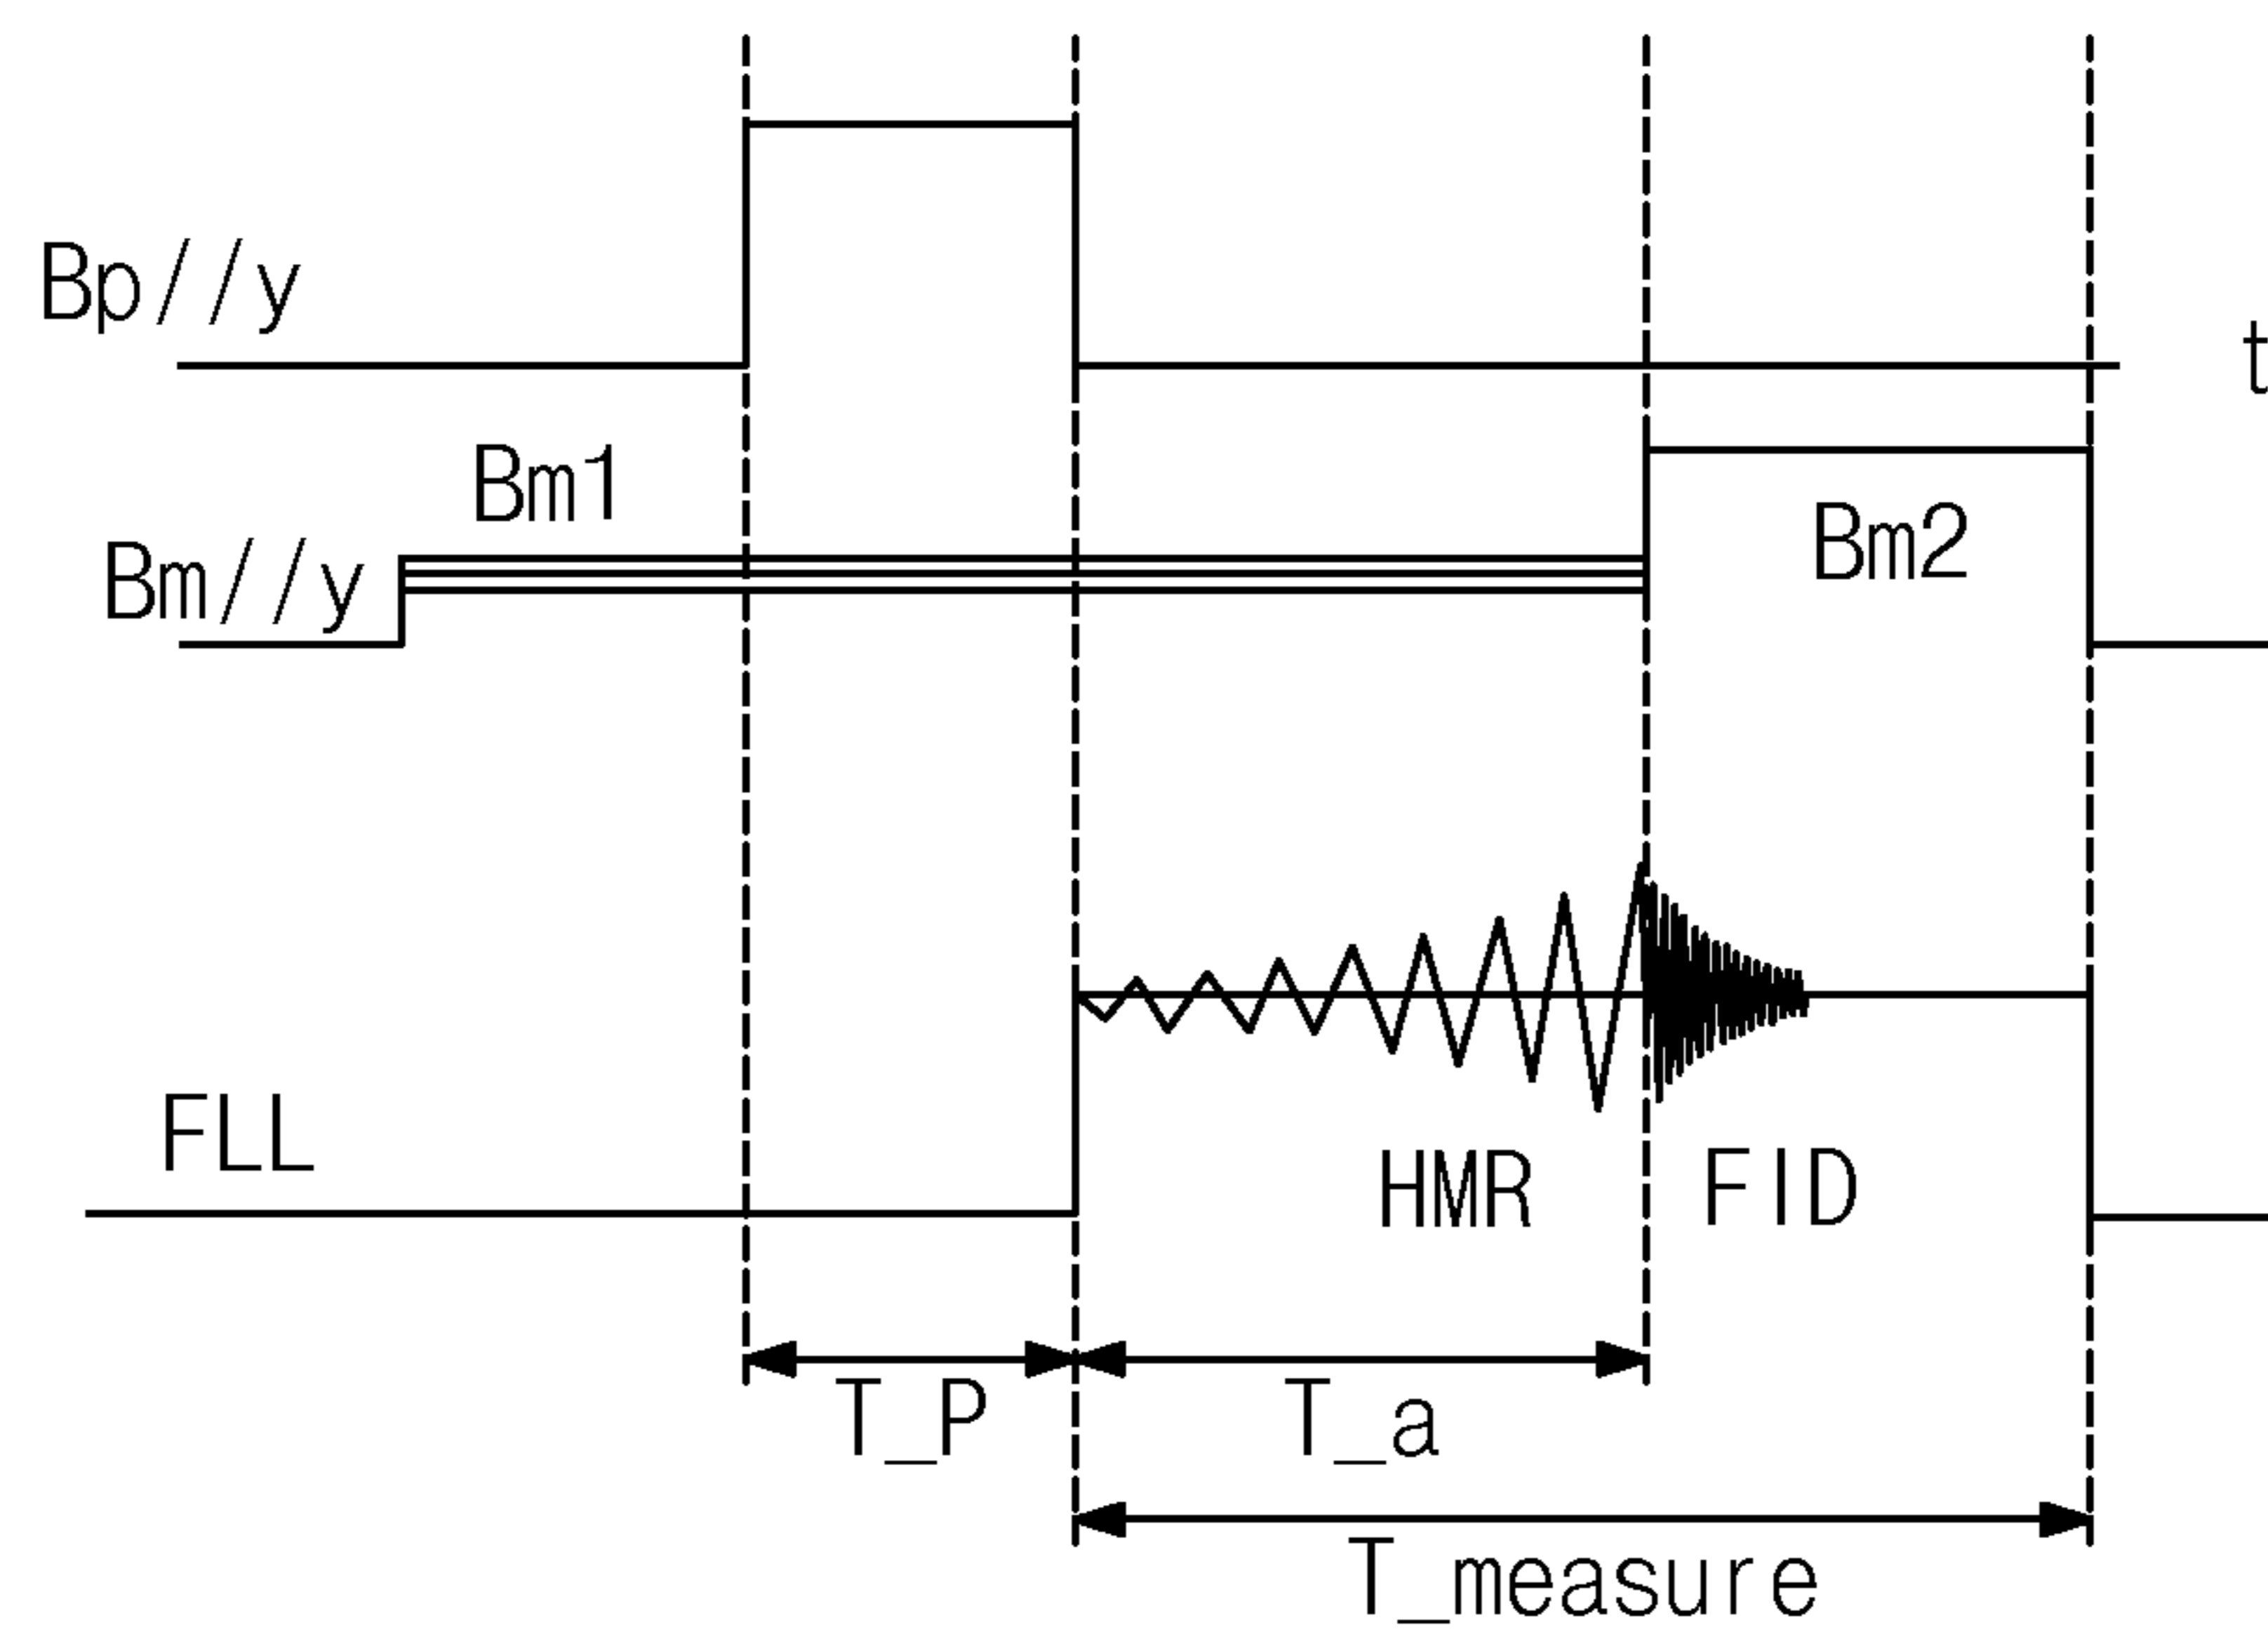 Bp//y
t
Bm1
Bm2
Bm//y
FLL
HMR
FID
T_P
T_a
T_measure